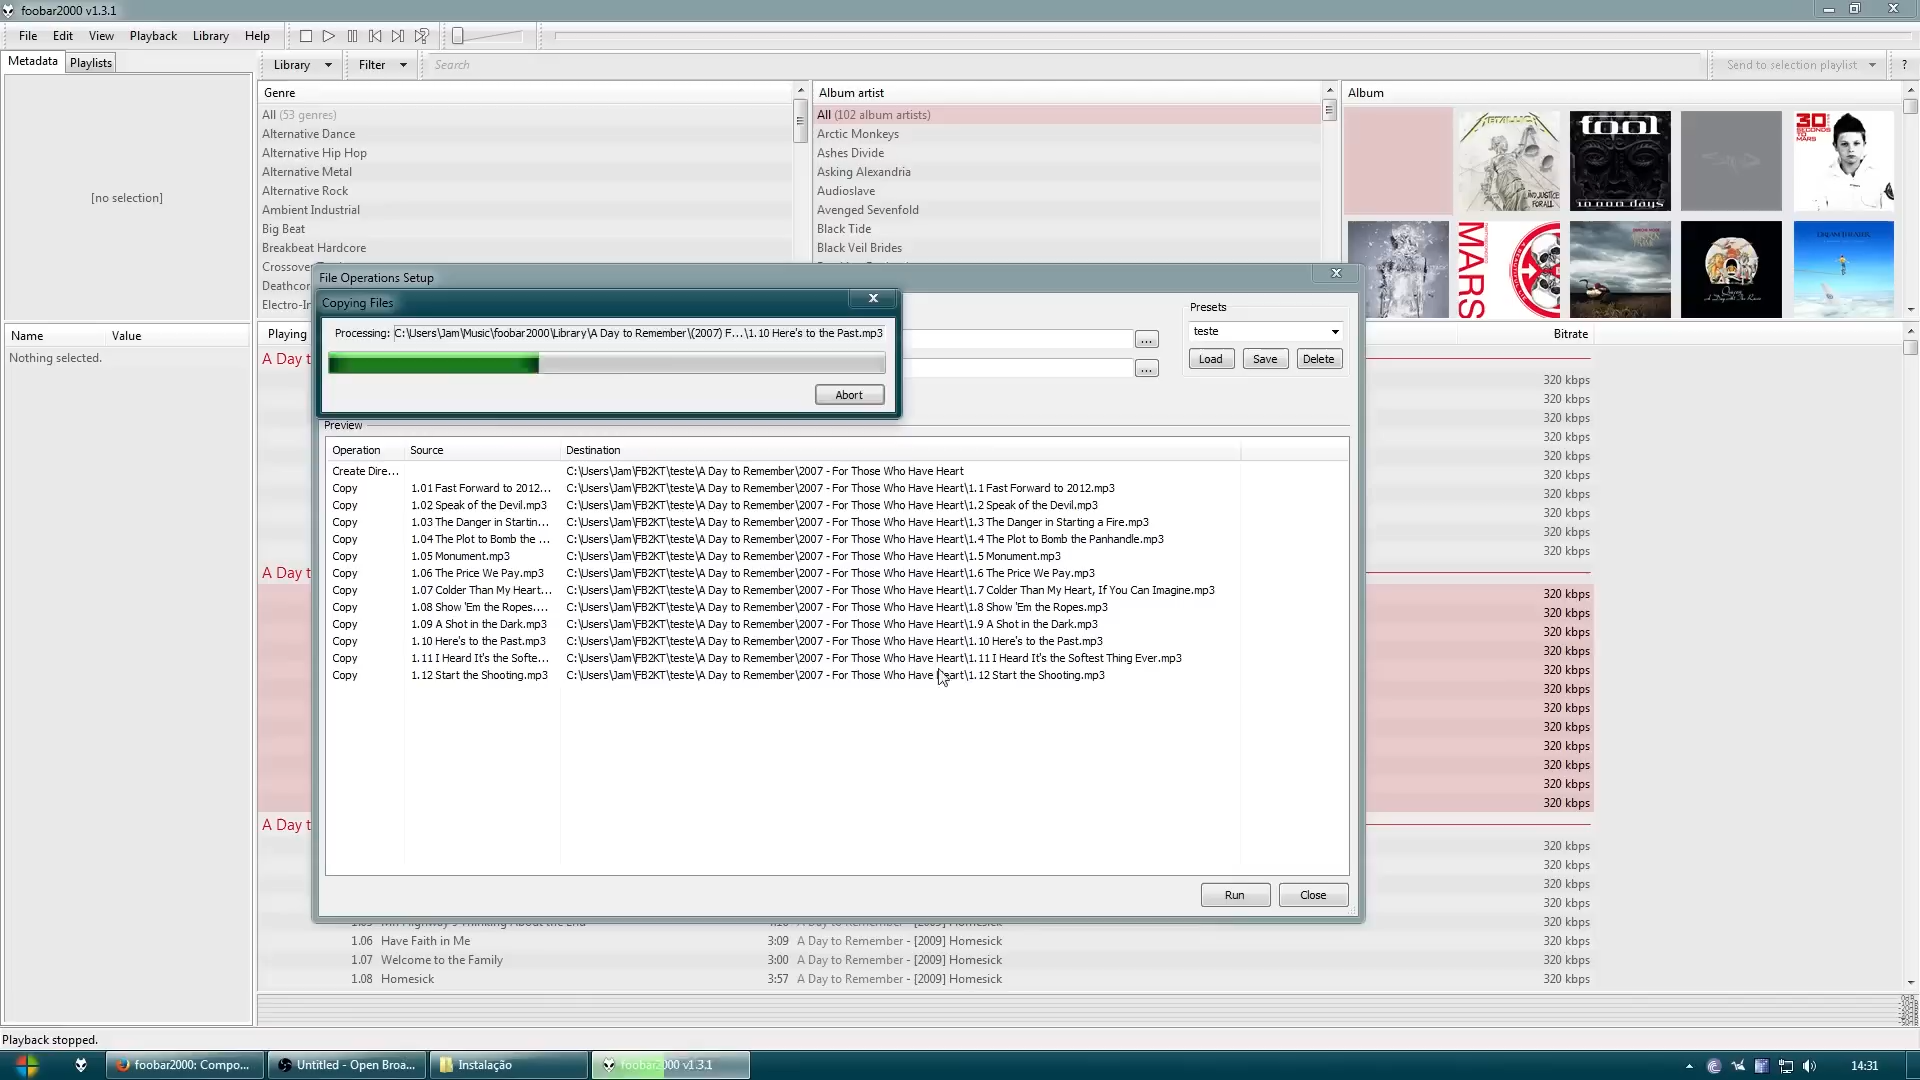 foobar2000 v1.3.1
File Edit View Playback Library Help
Metadata Playlists
Library Filter Search Send to selection playlist ?
[no selection]
Name Value
Nothing selected.
Genre
All (53 genres)
Alternative Dance
Alternative Hip Hop
Alternative Metal
Alternative Rock
Ambient Industrial
Big Beat
Breakbeat Hardcore
Crossove
Deathcor
Electro-In
Album artist
All (102 album artists)
Arctic Monkeys
Ashes Divide
Asking Alexandria
Audioslave
Avenged Sevenfold
Black Tide
Black Veil Brides
Album
METALLICA
AND JUSTICE
FOR ALL
tool
10,000 days
30
SECONDS
TO
MARS
MARS
DREAM THEATER
Playing Bitrate
A Day t
File Operations Setup
Copying Files
Processing: C:\Users\Jam\Music\foobar2000\Library\A Day to Remember\(2007) F...\1.10 Here's to the Past.mp3
Abort
...
...
Presets
teste
Load Save Delete
Preview
Operation Source Destination
Create Dire... C:\Users\Jam\FB2KT\teste\A Day to Remember\2007 - For Those Who Have Heart
Copy 1.01 Fast Forward to 2012... C:\Users\Jam\FB2KT\teste\A Day to Remember\2007 - For Those Who Have Heart\1.1 Fast Forward to 2012.mp3
Copy 1.02 Speak of the Devil.mp3 C:\Users\Jam\FB2KT\teste\A Day to Remember\2007 - For Those Who Have Heart\1.2 Speak of the Devil.mp3
Copy 1.03 The Danger in Startin... C:\Users\Jam\FB2KT\teste\A Day to Remember\2007 - For Those Who Have Heart\1.3 The Danger in Starting a Fire.mp3
Copy 1.04 The Plot to Bomb the ... C:\Users\Jam\FB2KT\teste\A Day to Remember\2007 - For Those Who Have Heart\1.4 The Plot to Bomb the Panhandle.mp3
Copy 1.05 Monument.mp3 C:\Users\Jam\FB2KT\teste\A Day to Remember\2007 - For Those Who Have Heart\1.5 Monument.mp3
Copy 1.06 The Price We Pay.mp3 C:\Users\Jam\FB2KT\teste\A Day to Remember\2007 - For Those Who Have Heart\1.6 The Price We Pay.mp3
Copy 1.07 Colder Than My Heart... C:\Users\Jam\FB2KT\teste\A Day to Remember\2007 - For Those Who Have Heart\1.7 Colder Than My Heart, If You Can Imagine.mp3
Copy 1.08 Show 'Em the Ropes.... C:\Users\Jam\FB2KT\teste\A Day to Remember\2007 - For Those Who Have Heart\1.8 Show 'Em the Ropes.mp3
Copy 1.09 A Shot in the Dark.mp3 C:\Users\Jam\FB2KT\teste\A Day to Remember\2007 - For Those Who Have Heart\1.9 A Shot in the Dark.mp3
Copy 1.10 Here's to the Past.mp3 C:\Users\Jam\FB2KT\teste\A Day to Remember\2007 - For Those Who Have Heart\1.10 Here's to the Past.mp3
Copy 1.11 I Heard It's the Softe... C:\Users\Jam\FB2KT\teste\A Day to Remember\2007 - For Those Who Have Heart\1.11 I Heard It's the Softest Thing Ever.mp3
Copy 1.12 Start the Shooting.mp3 C:\Users\Jam\FB2KT\teste\A Day to Remember\2007 - For Those Who Have Heart\1.12 Start the Shooting.mp3
Run Close
320 kbps
320 kbps
320 kbps
320 kbps
320 kbps
320 kbps
320 kbps
320 kbps
320 kbps
320 kbps
A Day t
320 kbps
320 kbps
320 kbps
320 kbps
320 kbps
320 kbps
320 kbps
320 kbps
320 kbps
320 kbps
320 kbps
320 kbps
A Day t
320 kbps
320 kbps
320 kbps
320 kbps
320 kbps
1.06 Have Faith in Me 3:09 A Day to Remember - [2009] Homesick 320 kbps
1.07 Welcome to the Family 3:00 A Day to Remember - [2009] Homesick 320 kbps
1.08 Homesick 3:57 A Day to Remember - [2009] Homesick 320 kbps
Playback stopped.
foobar2000: Compo... Untitled - Open Broa... Instalação foobar2000 v1.3.1 14:31